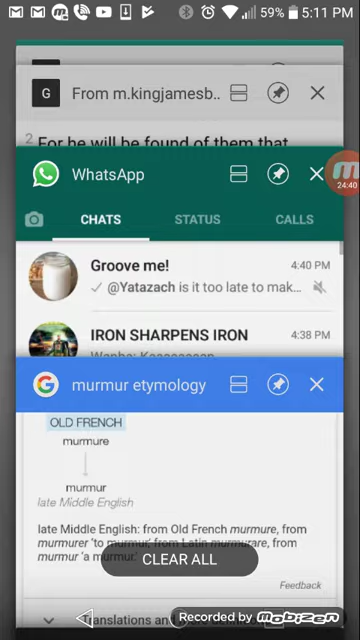 59% 5:11 PM
G From m.kingjamesb..
2 For he will be found of them that
WhatsApp
24:40
CHATS STATUS CALLS
Groove me! 4:40 PM
@Yatazach is it too late to mak...
IRON SHARPENS IRON 4:38 PM
murmur etymology
OLD FRENCH
murmure
murmur
late Middle English
late Middle English: from Old French murmure, from
murmurer 'to murmur', from Latin murmurare, from
murmur 'a murmur'.
CLEAR ALL
Feedback
Translations and
Recorded by Mobizen